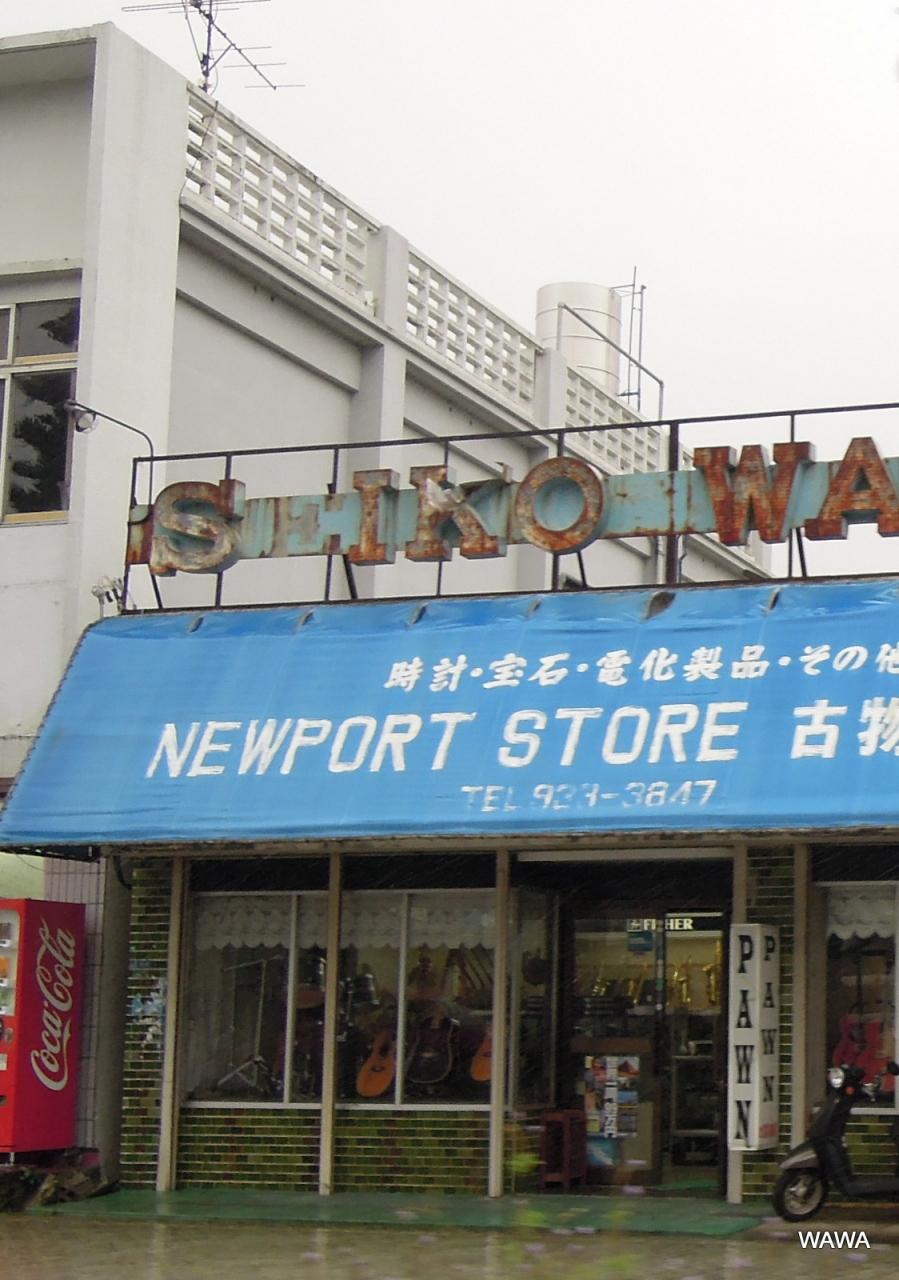 SEIKO WA
時計・宝石・電化製品・その他
NEWPORT STORE 古物
TEL 933-3847
Coca-Cola
FISHER
PAWN
PAWN
WAWA